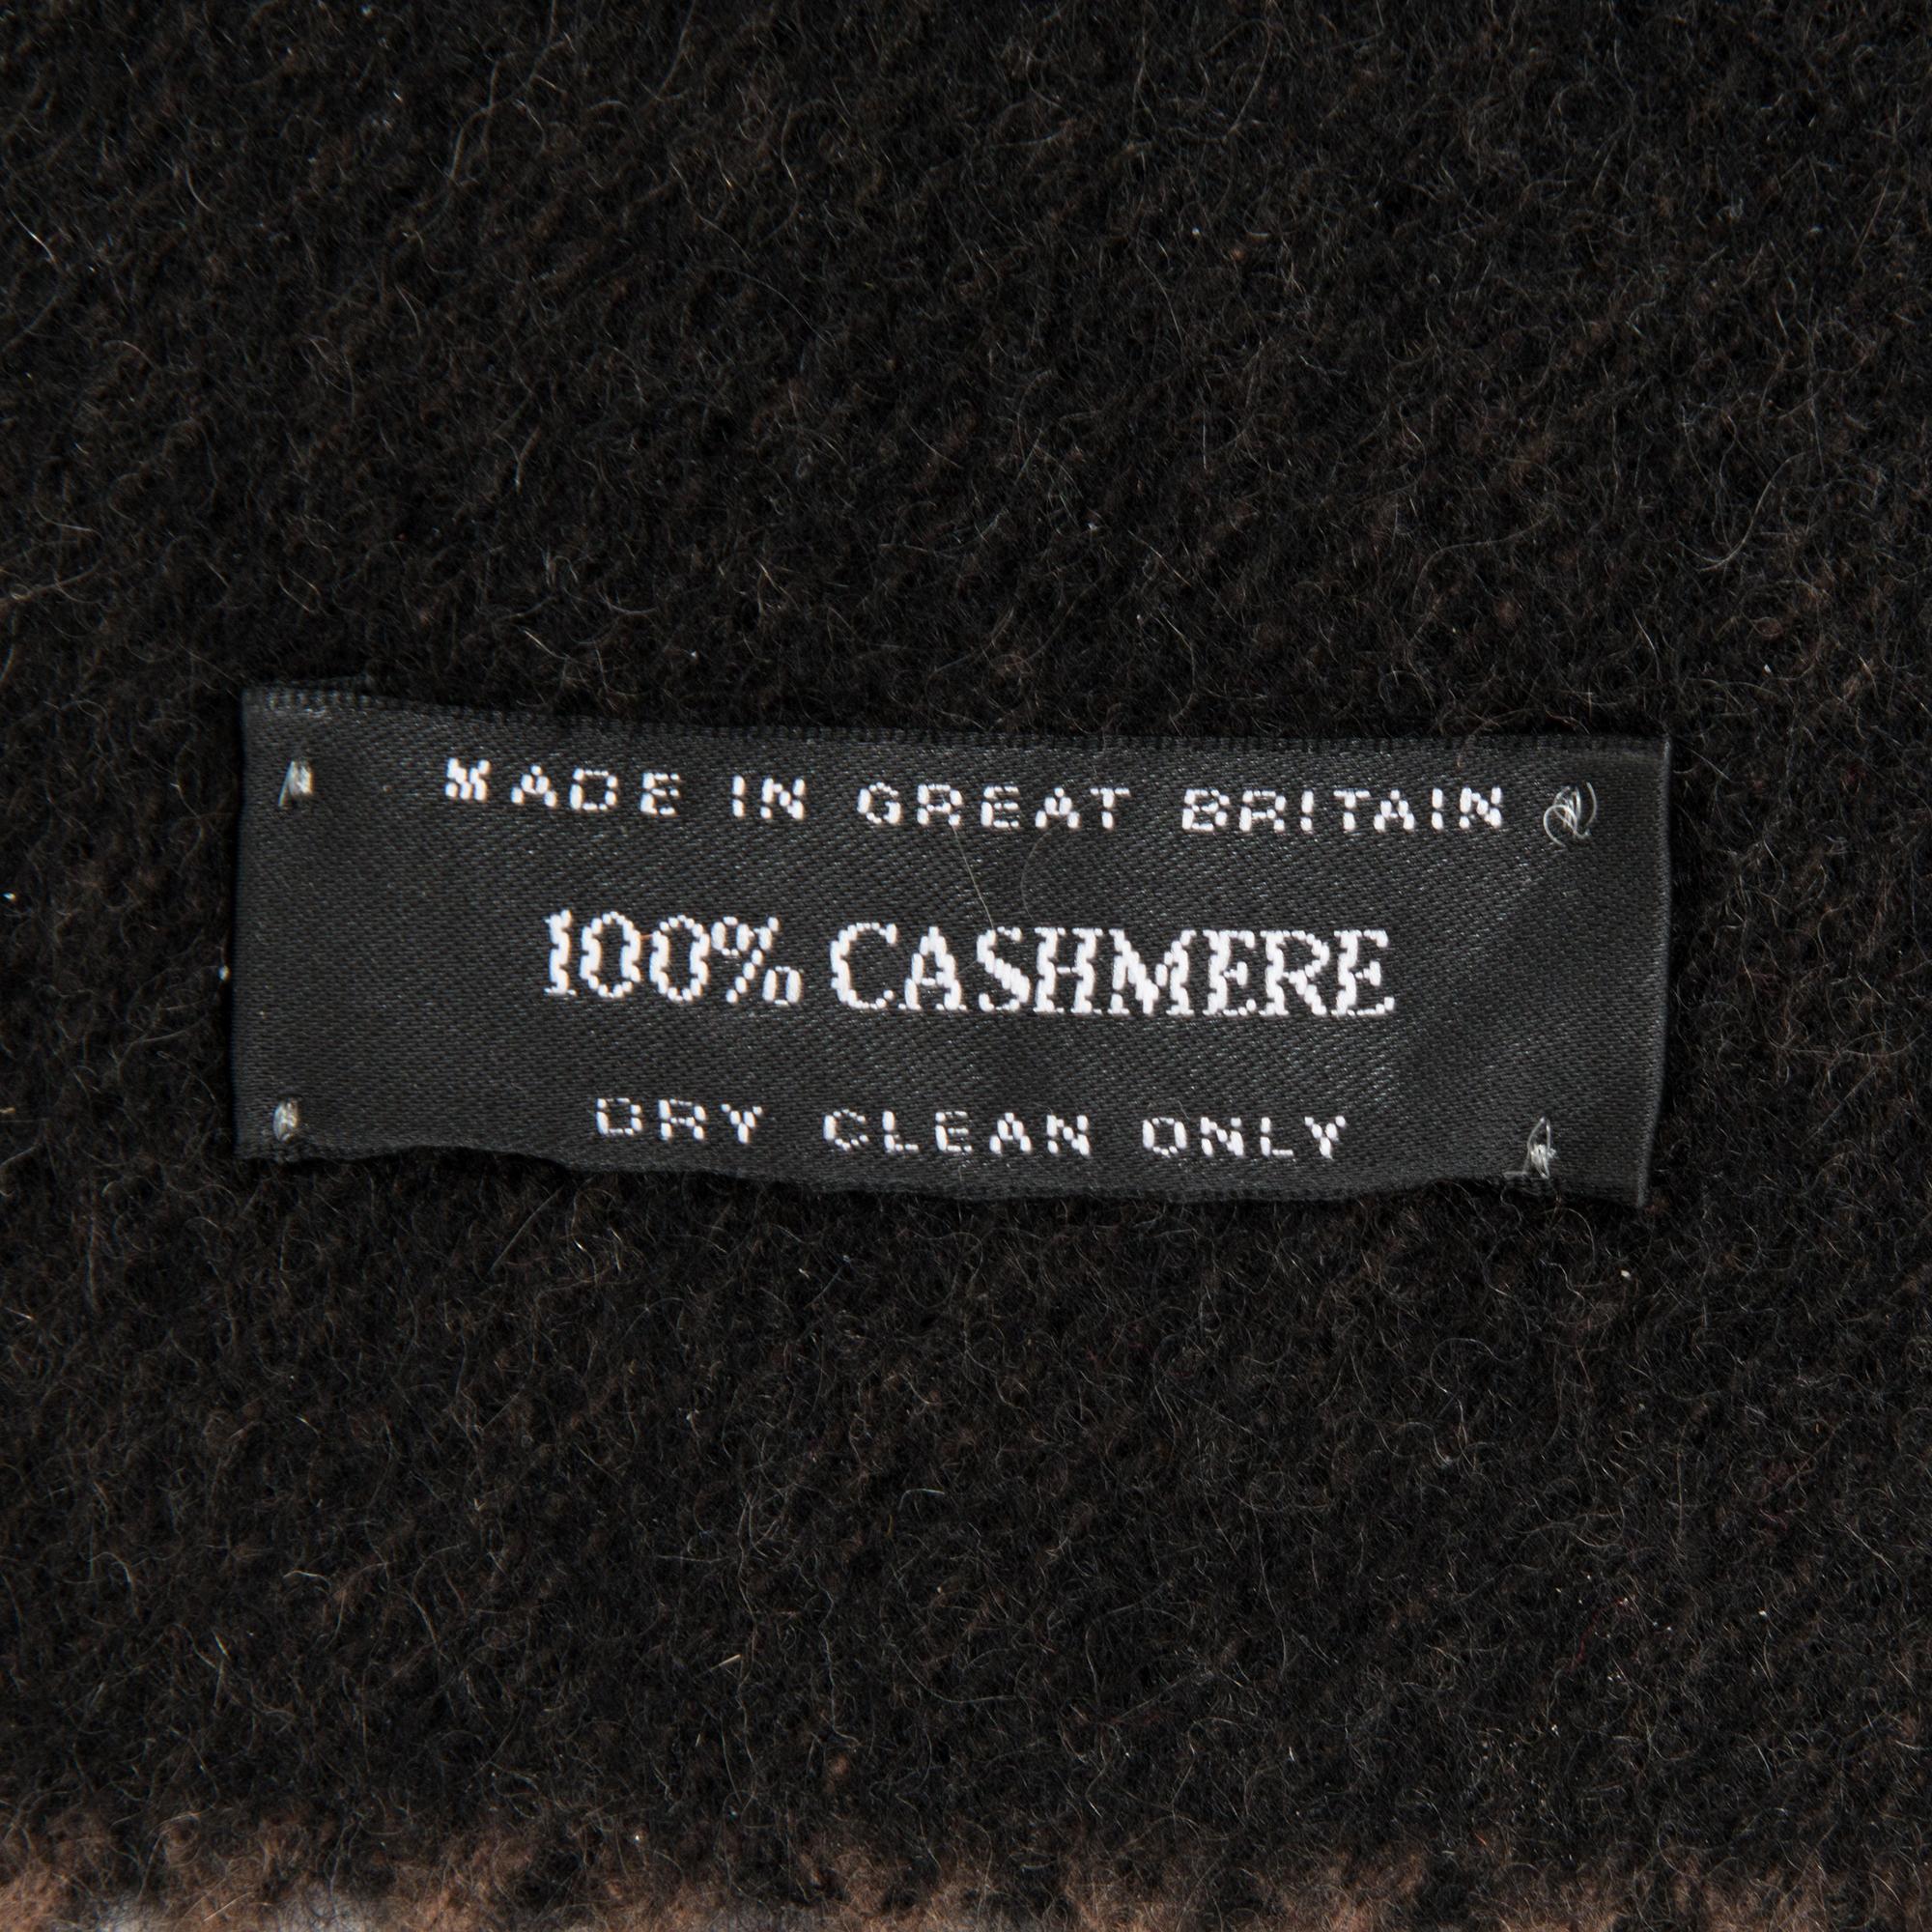 MADE IN GREAT BRITAIN
100% CASHMERE
DRY CLEAN ONLY